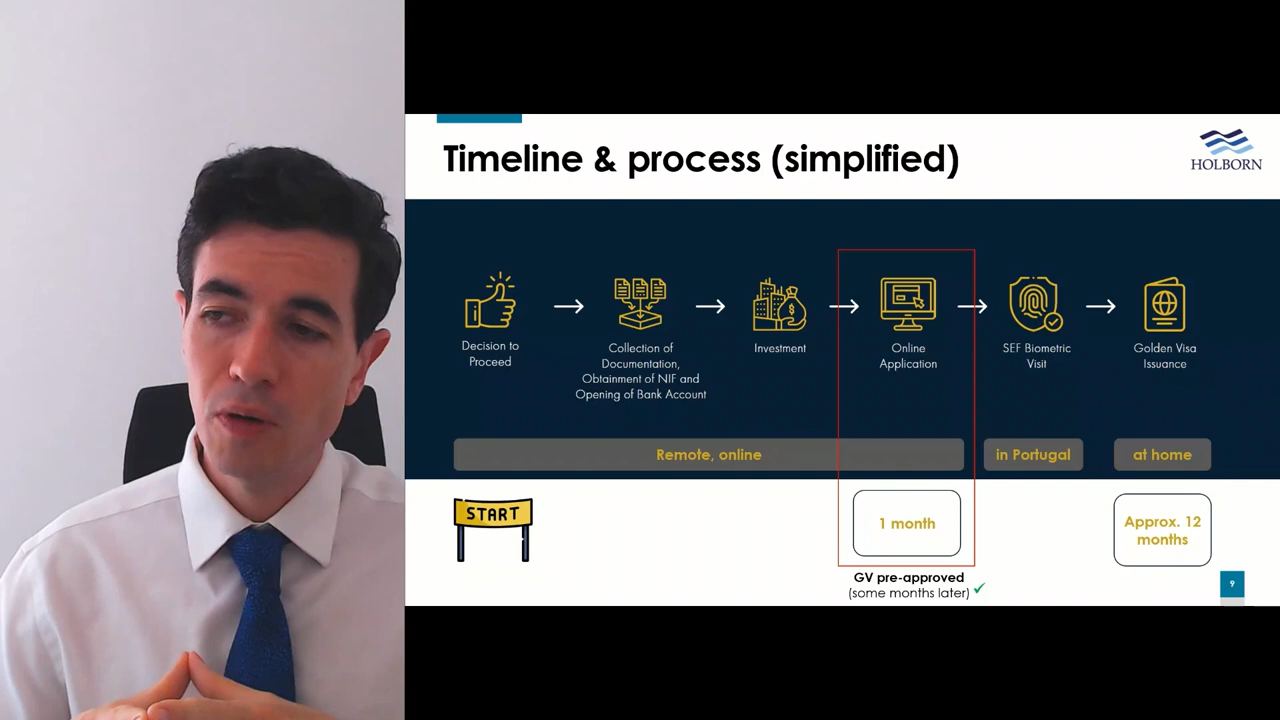 Timeline & process (simplified)
HOLBORN
Decision to
Proceed
Collection of
Documentation,
Obtainment of NIF and
Opening of Bank Account
Investment
Online
Application
SEF Biometric
Visit
Golden Visa
Issuance
Remote, online
in Portugal
at home
START
1 month
Approx. 12
months
GV pre-approved
(some months later)
9